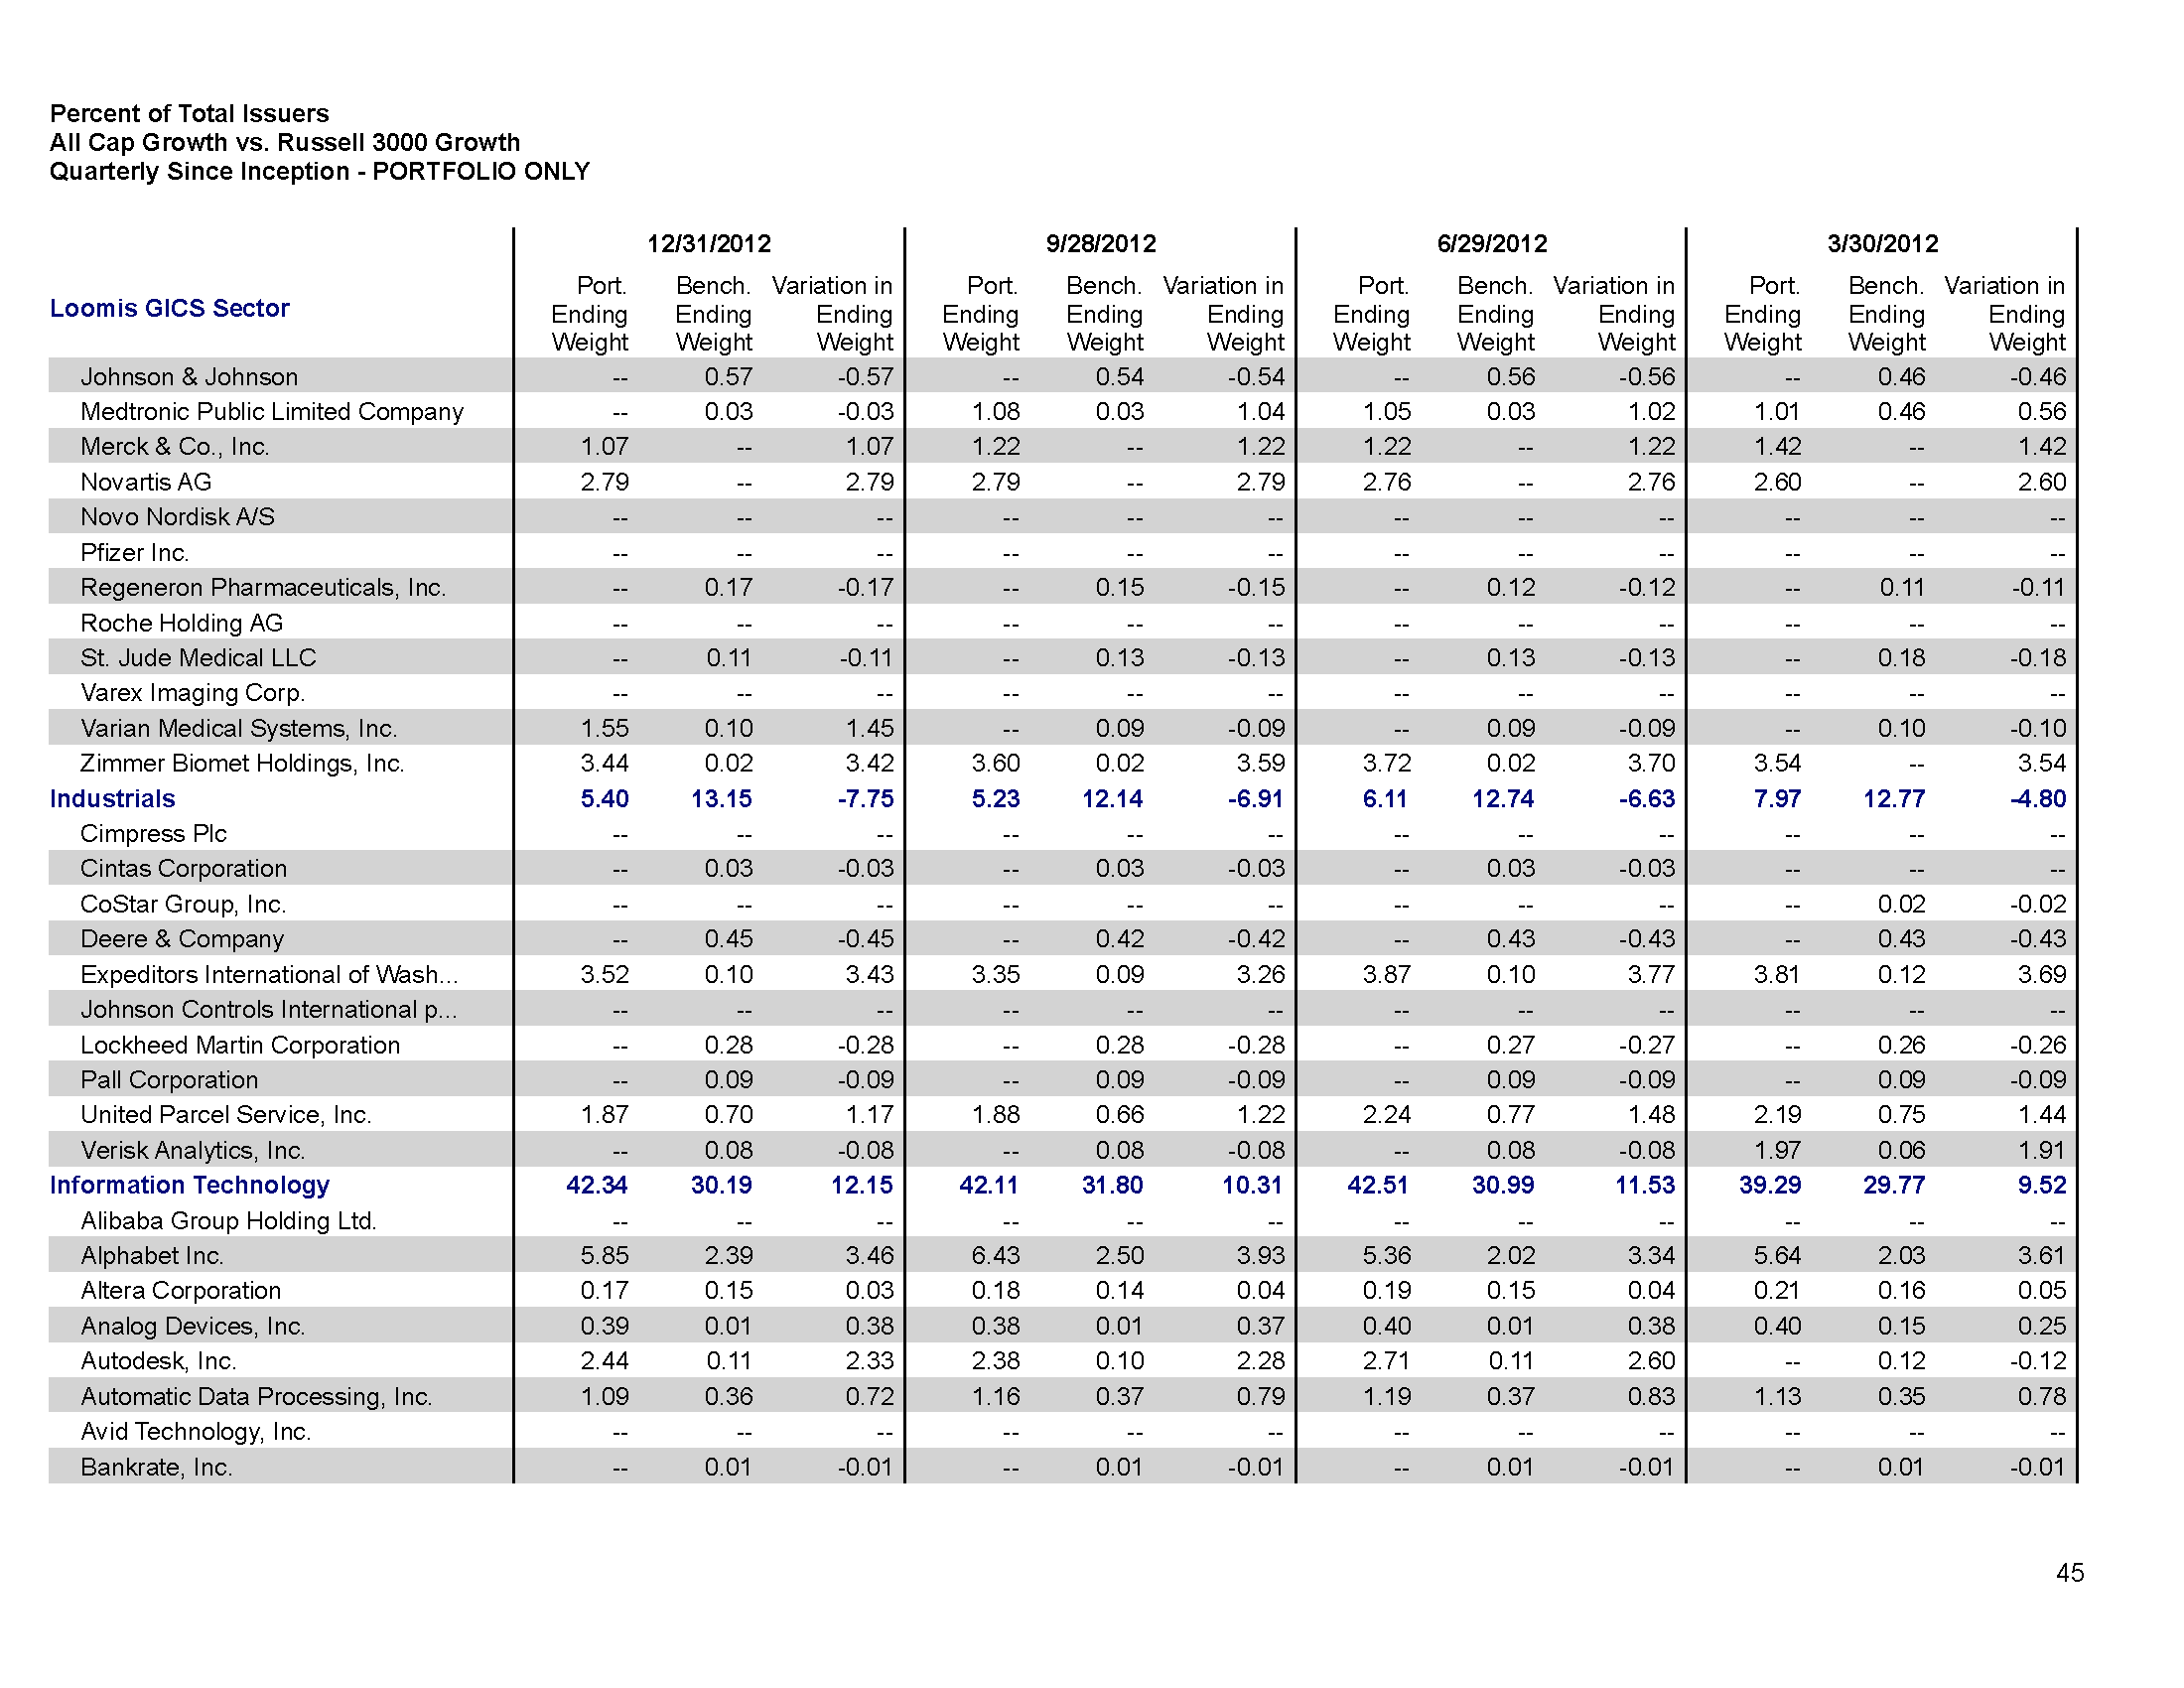 Percent of Total Issuers
All Cap Growth vs. Russell 3000 Growth
Quarterly Since Inception - PORTFOLIO ONLY
12/31/2012 9/28/2012 6/29/2012 3/30/2012
Loomis GICS Sector
Port. Bench. Variation in Port. Bench. Variation in Port. Bench. Variation in Port. Bench. Variation in
Ending Ending Ending Ending Ending Ending Ending Ending Ending Ending Ending Ending
Weight Weight Weight Weight Weight Weight Weight Weight Weight Weight Weight Weight
Johnson & Johnson -- 0.57 -0.57 -- 0.54 -0.54 -- 0.56 -0.56 -- 0.46 -0.46
Medtronic Public Limited Company -- 0.03 -0.03 1.08 0.03 1.04 1.05 0.03 1.02 1.01 0.46 0.56
Merck & Co., Inc. 1.07 -- 1.07 1.22 -- 1.22 1.22 -- 1.22 1.42 -- 1.42
Novartis AG 2.79 -- 2.79 2.79 -- 2.79 2.76 -- 2.76 2.60 -- 2.60
Novo Nordisk A/S -- -- -- -- -- -- -- -- -- -- -- --
Pfizer Inc. -- -- -- -- -- -- -- -- -- -- -- --
Regeneron Pharmaceuticals, Inc. -- 0.17 -0.17 -- 0.15 -0.15 -- 0.12 -0.12 -- 0.11 -0.11
Roche Holding AG -- -- -- -- -- -- -- -- -- -- -- --
St. Jude Medical LLC -- 0.11 -0.11 -- 0.13 -0.13 -- 0.13 -0.13 -- 0.18 -0.18
Varex Imaging Corp. -- -- -- -- -- -- -- -- -- -- -- --
Varian Medical Systems, Inc. 1.55 0.10 1.45 -- 0.09 -0.09 -- 0.09 -0.09 -- 0.10 -0.10
Zimmer Biomet Holdings, Inc. 3.44 0.02 3.42 3.60 0.02 3.59 3.72 0.02 3.70 3.54 -- 3.54
Industrials 5.40 13.15 -7.75 5.23 12.14 -6.91 6.11 12.74 -6.63 7.97 12.77 -4.80
Cimpress Plc -- -- -- -- -- -- -- -- -- -- -- --
Cintas Corporation -- 0.03 -0.03 -- 0.03 -0.03 -- 0.03 -0.03 -- -- --
CoStar Group, Inc. -- -- -- -- -- -- -- -- -- -- 0.02 -0.02
Deere & Company -- 0.45 -0.45 -- 0.42 -0.42 -- 0.43 -0.43 -- 0.43 -0.43
Expeditors International of Wash... 3.52 0.10 3.43 3.35 0.09 3.26 3.87 0.10 3.77 3.81 0.12 3.69
Johnson Controls International p... -- -- -- -- -- -- -- -- -- -- -- --
Lockheed Martin Corporation -- 0.28 -0.28 -- 0.28 -0.28 -- 0.27 -0.27 -- 0.26 -0.26
Pall Corporation -- 0.09 -0.09 -- 0.09 -0.09 -- 0.09 -0.09 -- 0.09 -0.09
United Parcel Service, Inc. 1.87 0.70 1.17 1.88 0.66 1.22 2.24 0.77 1.48 2.19 0.75 1.44
Verisk Analytics, Inc. -- 0.08 -0.08 -- 0.08 -0.08 -- 0.08 -0.08 1.97 0.06 1.91
Information Technology 42.34 30.19 12.15 42.11 31.80 10.31 42.51 30.99 11.53 39.29 29.77 9.52
Alibaba Group Holding Ltd. -- -- -- -- -- -- -- -- -- -- -- --
Alphabet Inc. 5.85 2.39 3.46 6.43 2.50 3.93 5.36 2.02 3.34 5.64 2.03 3.61
Altera Corporation 0.17 0.15 0.03 0.18 0.14 0.04 0.19 0.15 0.04 0.21 0.16 0.05
Analog Devices, Inc. 0.39 0.01 0.38 0.38 0.01 0.37 0.40 0.01 0.38 0.40 0.15 0.25
Autodesk, Inc. 2.44 0.11 2.33 2.38 0.10 2.28 2.71 0.11 2.60 -- 0.12 -0.12
Automatic Data Processing, Inc. 1.09 0.36 0.72 1.16 0.37 0.79 1.19 0.37 0.83 1.13 0.35 0.78
Avid Technology, Inc. -- -- -- -- -- -- -- -- -- -- -- --
Bankrate, Inc. -- 0.01 -0.01 -- 0.01 -0.01 -- 0.01 -0.01 -- 0.01 -0.01
45